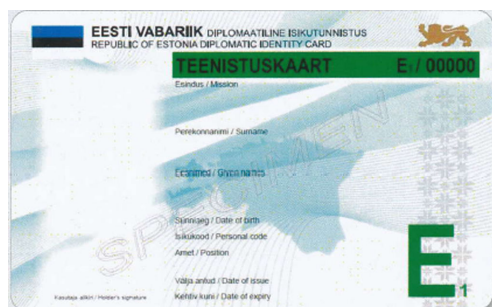 EESTI VABARIIK DIPLOMAATILINE ISIKUTUNNISTUS
REPUBLIC OF ESTONIA DIPLOMATIC IDENTITY CARD
TEENISTUSKAART E1 / 00000
Esindus / Mission
Perekonnanimi / Surname
Eesnimed / Given names
SPECIMEN
Sünniaeg / Date of birth
Isikukood / Personal code
Amet / Position
Välja antud / Date of issue
Kasutaja allkiri / Holder's signature
Kehtiv kuni / Date of expiry
E1